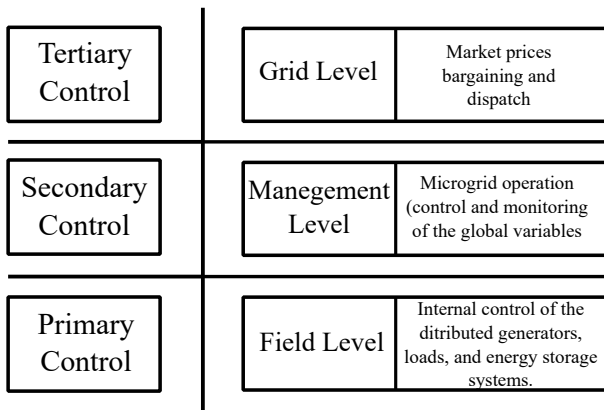 Tertiary
Control
Grid Level
Market prices
bargaining and
dispatch
Secondary
Control
Manegement
Level
Microgrid operation
(control and monitoring
of the global variables
Primary
Control
Field Level
Internal control of the
ditributed generators,
loads, and energy storage
systems.